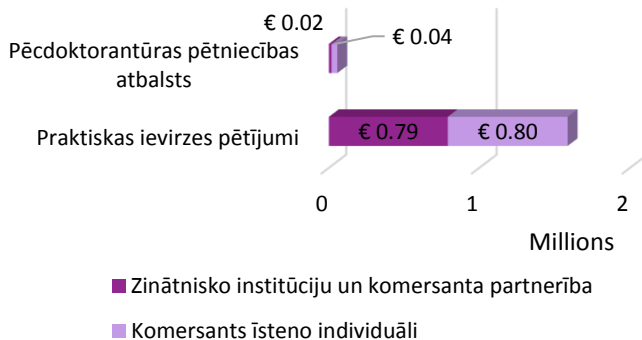 € 0.02
€ 0.04
Pēcdoktorantūras pētniecības
atbalsts
Praktiskas ievirzes pētījumi
€ 0.79
€ 0.80
0
1
2
Millions
Zinātnisko institūciju un komersanta partnerība
Komersants īsteno individuāli